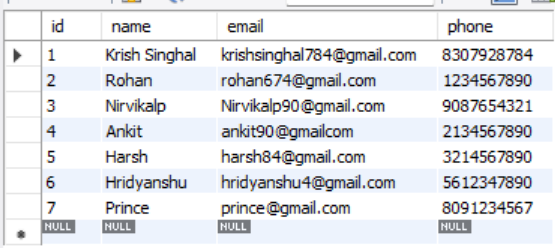 id name email phone
1 Krish Singhal krishsinghal784@gmail.com 8307928784
2 Rohan rohan674@gmail.com 1234567890
3 Nirvikalp Nirvikalp90@gmail.com 9087654321
4 Ankit ankit90@gmailcom 2134567890
5 Harsh harsh84@gmail.com 3214567890
6 Hridyanshu hridyanshu4@gmail.com 5612347890
7 Prince prince@gmail.com 8091234567
NULL NULL NULL NULL